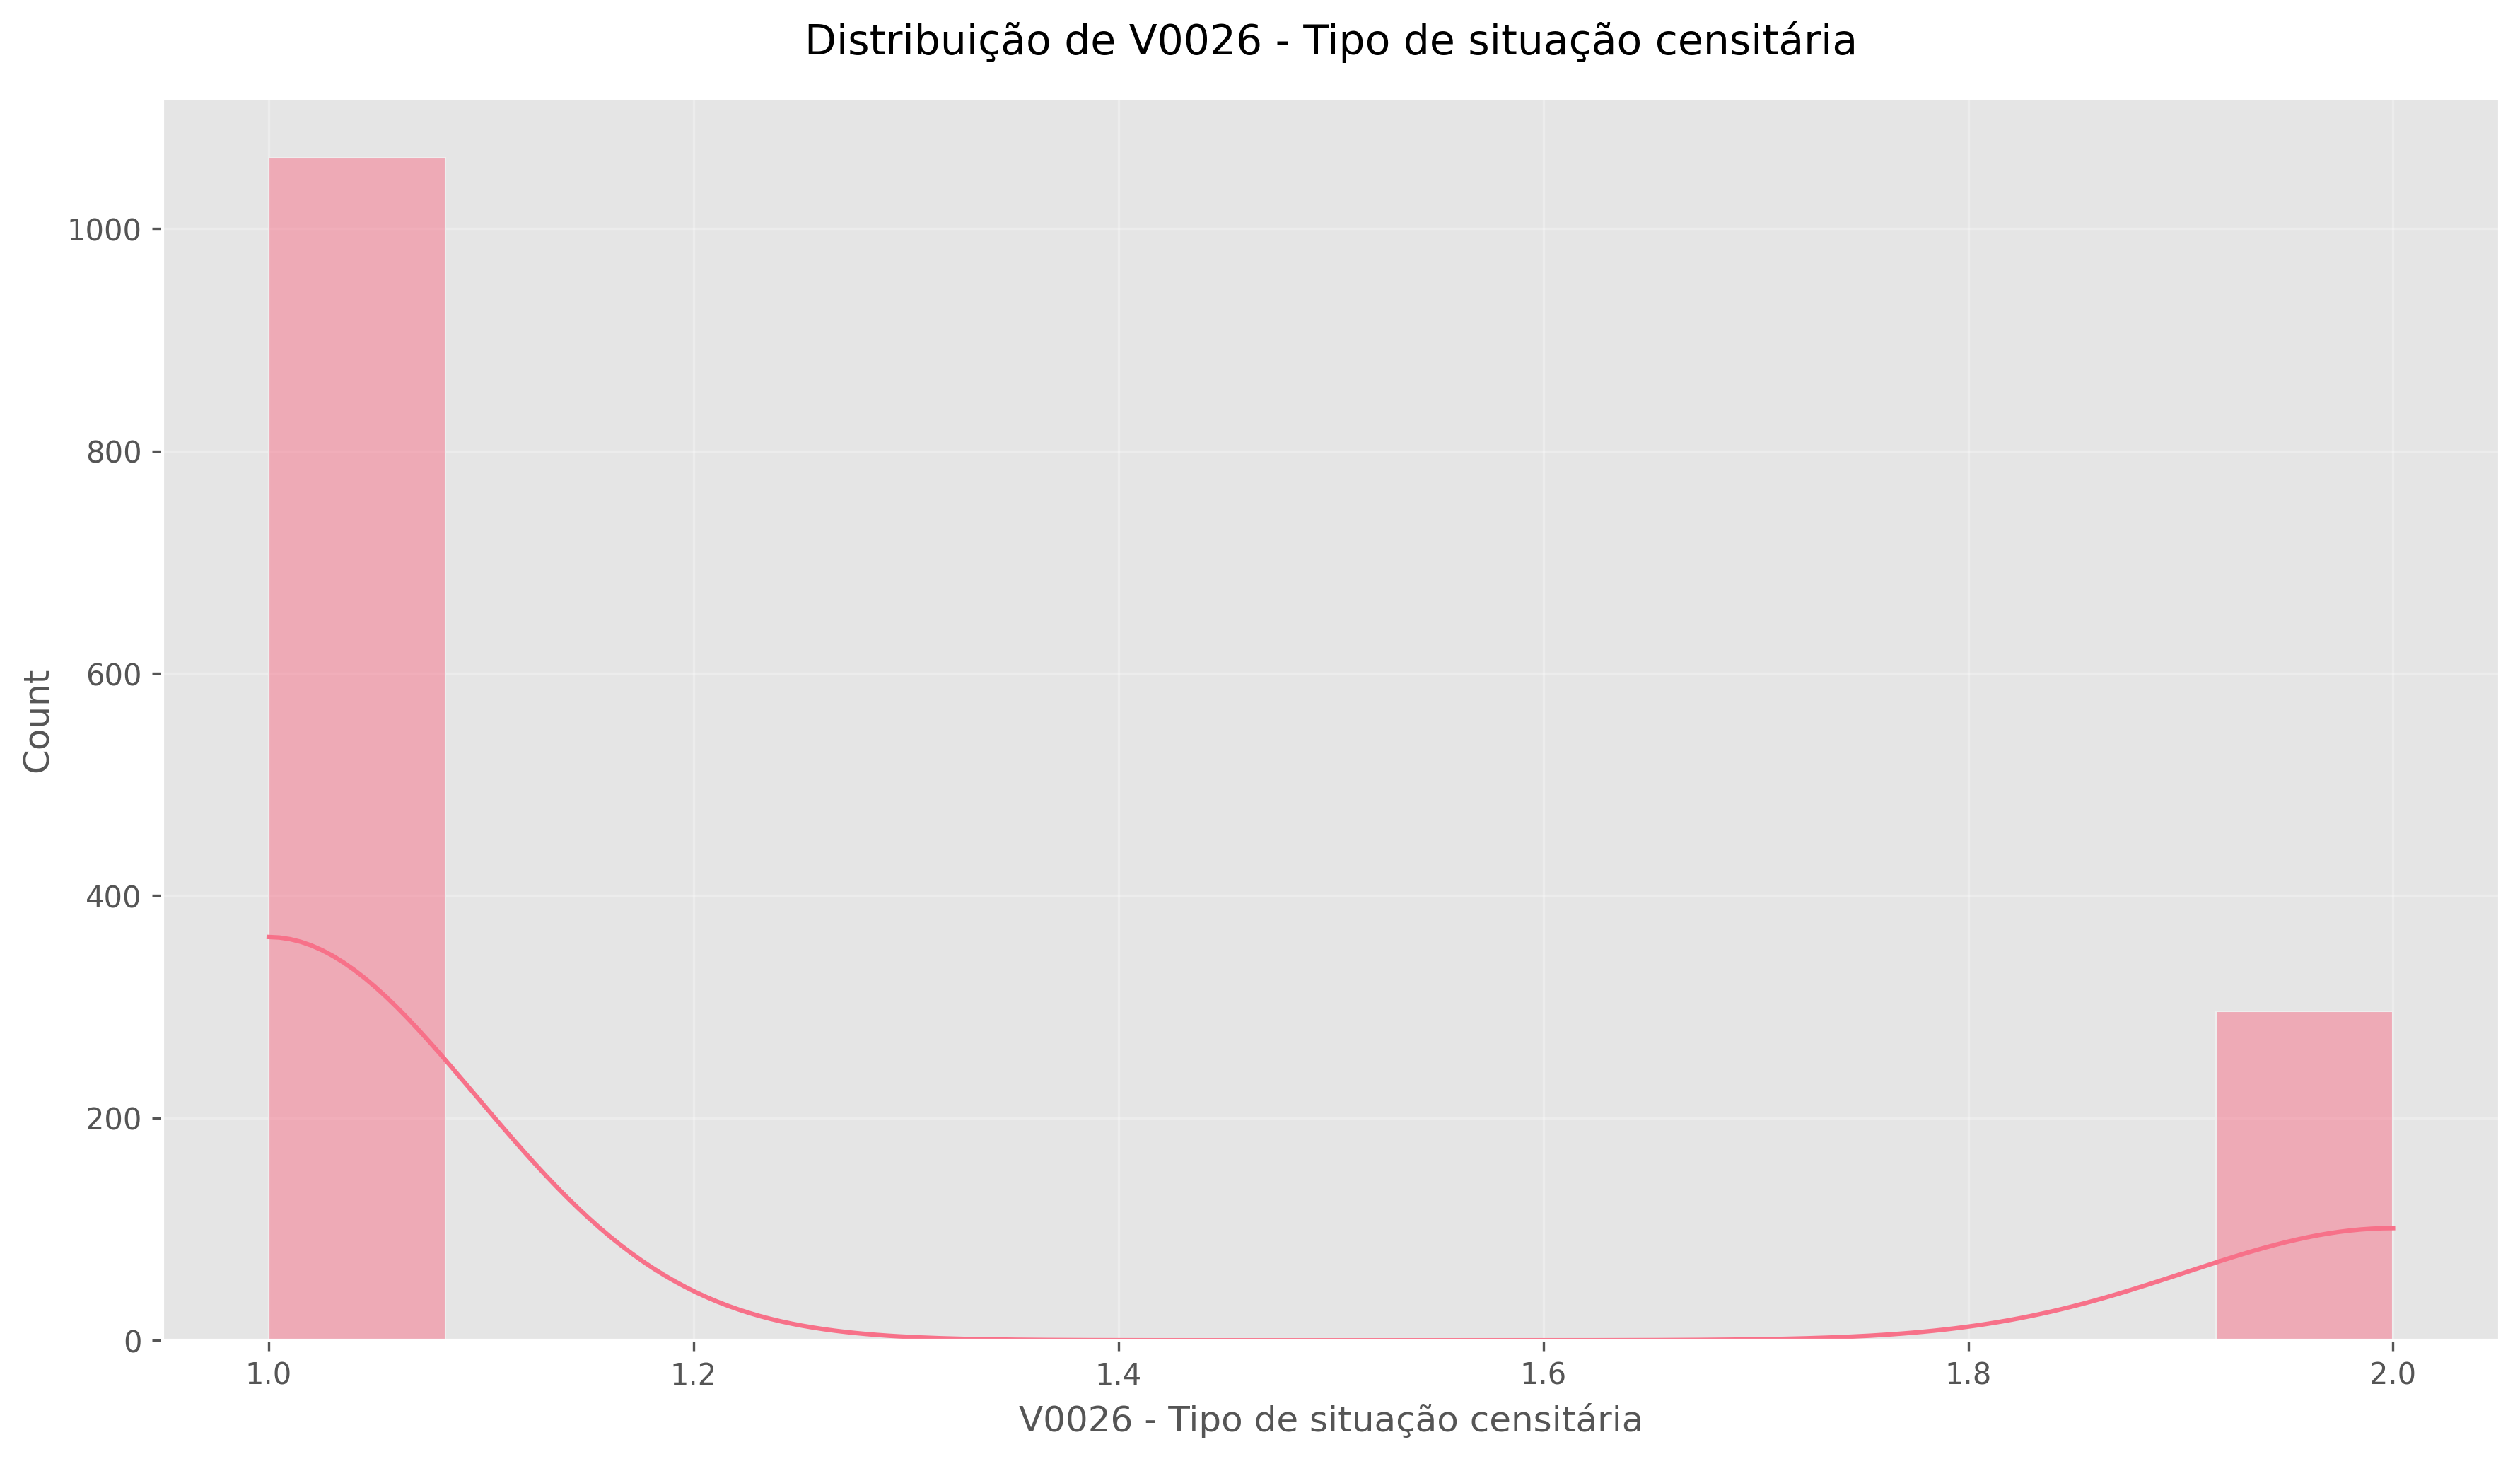 Distribuição de V0026 - Tipo de situação censitária
1000
800
600
400
200
0
Count
1.0 1.2 1.4 1.6 1.8 2.0
V0026 - Tipo de situação censitária